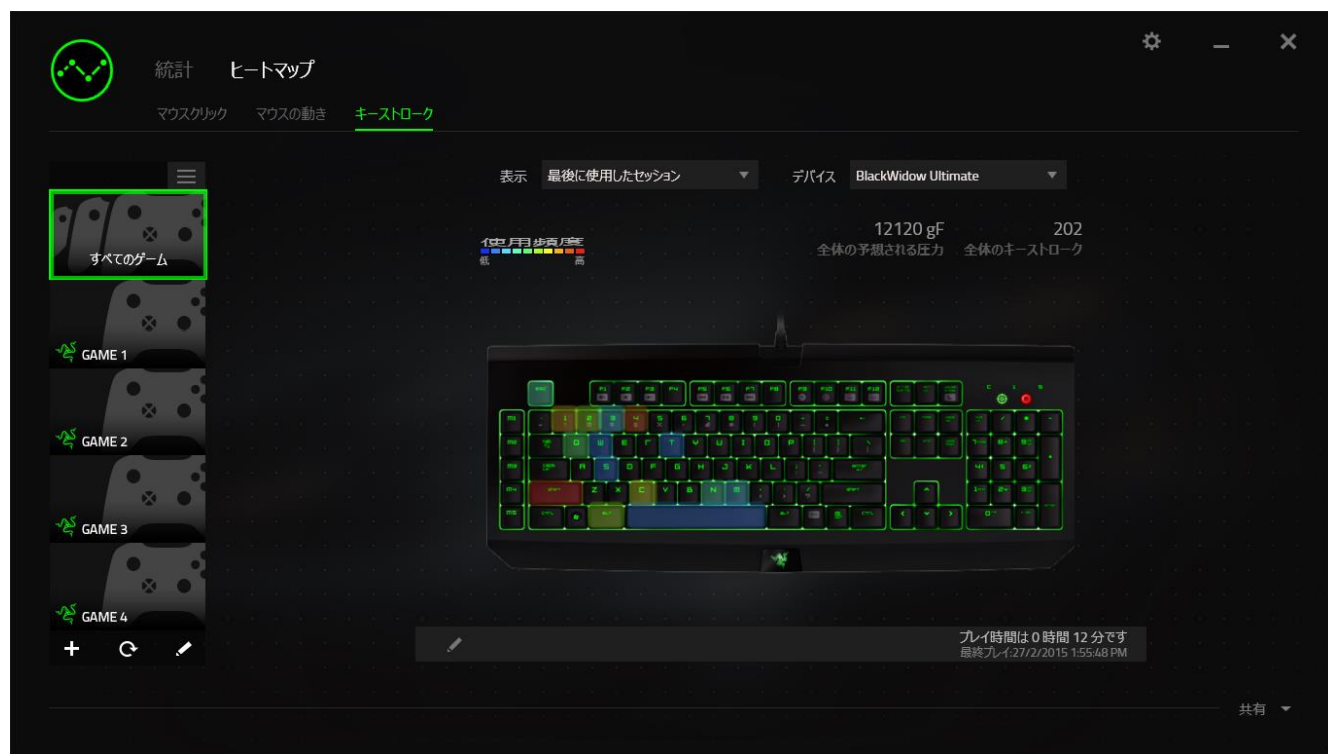 統計 ヒートマップ
マウスクリック マウスの動き キーストローク
表示 最後に使用したセッション デバイス BlackWidow Ultimate
12120 gF 202
全体の予想される圧力 全体のキーストローク
使用頻度
低 高
すべてのゲーム
GAME 1
GAME 2
GAME 3
GAME 4
プレイ時間は 0 時間 12 分です
最終プレイ:27/2/2015 1:55:48 PM
共有